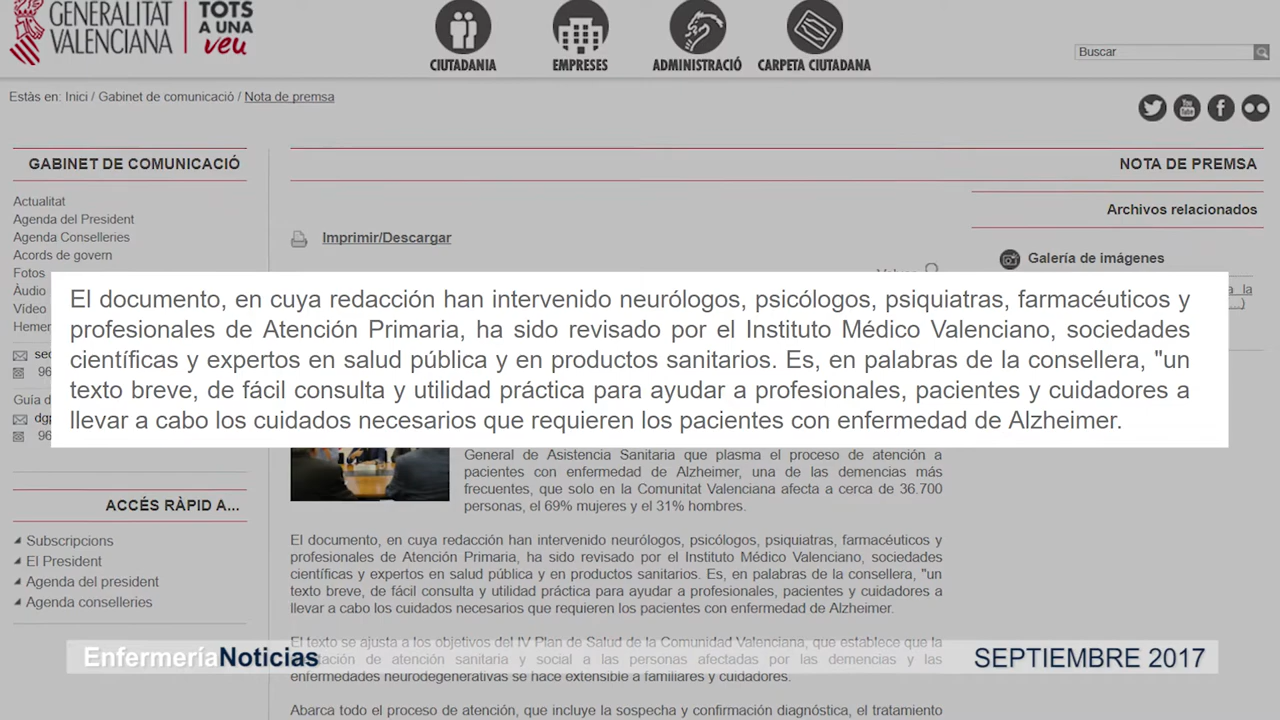 GENERALITAT
VALENCIANA
TOTS
A UNA
veu
CIUTADANIA
EMPRESES
ADMINISTRACIÓ
CARPETA CIUTADANA
Buscar
Estàs en: Inici / Gabinet de comunicació / Nota de premsa
GABINET DE COMUNICACIÓ
NOTA DE PREMSA
Actualitat
Agenda del President
Agenda Conselleries
Acords de govern
Fotos
Àudio
Vídeo
Archivos relacionados
Imprimir/Descargar
Galería de imágenes
El documento, en cuya redacción han intervenido neurólogos, psicólogos, psiquiatras, farmacéuticos y
profesionales de Atención Primaria, ha sido revisado por el Instituto Médico Valenciano, sociedades
científicas y expertos en salud pública y en productos sanitarios. Es, en palabras de la consellera, "un
texto breve, de fácil consulta y utilidad práctica para ayudar a profesionales, pacientes y cuidadores a
llevar a cabo los cuidados necesarios que requieren los pacientes con enfermedad de Alzheimer.
General de Asistencia Sanitaria que plasma el proceso de atención a
pacientes con enfermedad de Alzheimer, una de las demencias más
frecuentes, que solo en la Comunitat Valenciana afecta a cerca de 36.700
personas, el 69% mujeres y el 31% hombres.
ACCÉS RÀPID A...
Subscripcions
El President
Agenda del president
Agenda conselleries
El documento, en cuya redacción han intervenido neurólogos, psicólogos, psiquiatras, farmacéuticos y
profesionales de Atención Primaria, ha sido revisado por el Instituto Médico Valenciano, sociedades
científicas y expertos en salud pública y en productos sanitarios. Es, en palabras de la consellera, "un
texto breve, de fácil consulta y utilidad práctica para ayudar a profesionales, pacientes y cuidadores a
llevar a cabo los cuidados necesarios que requieren los pacientes con enfermedad de Alzheimer.
El texto se ajusta a los objetivos del IV Plan de Salud de la Comunidad Valenciana, que establece que la
de atención sanitaria y social a las personas afectadas por las demencias y las
enfermedades neurodegenerativas se hace extensible a familiares y cuidadores.
Abarca todo el proceso de atención, que incluye la sospecha y confirmación diagnóstica, el tratamiento
EnfermeríaNoticias
SEPTIEMBRE 2017